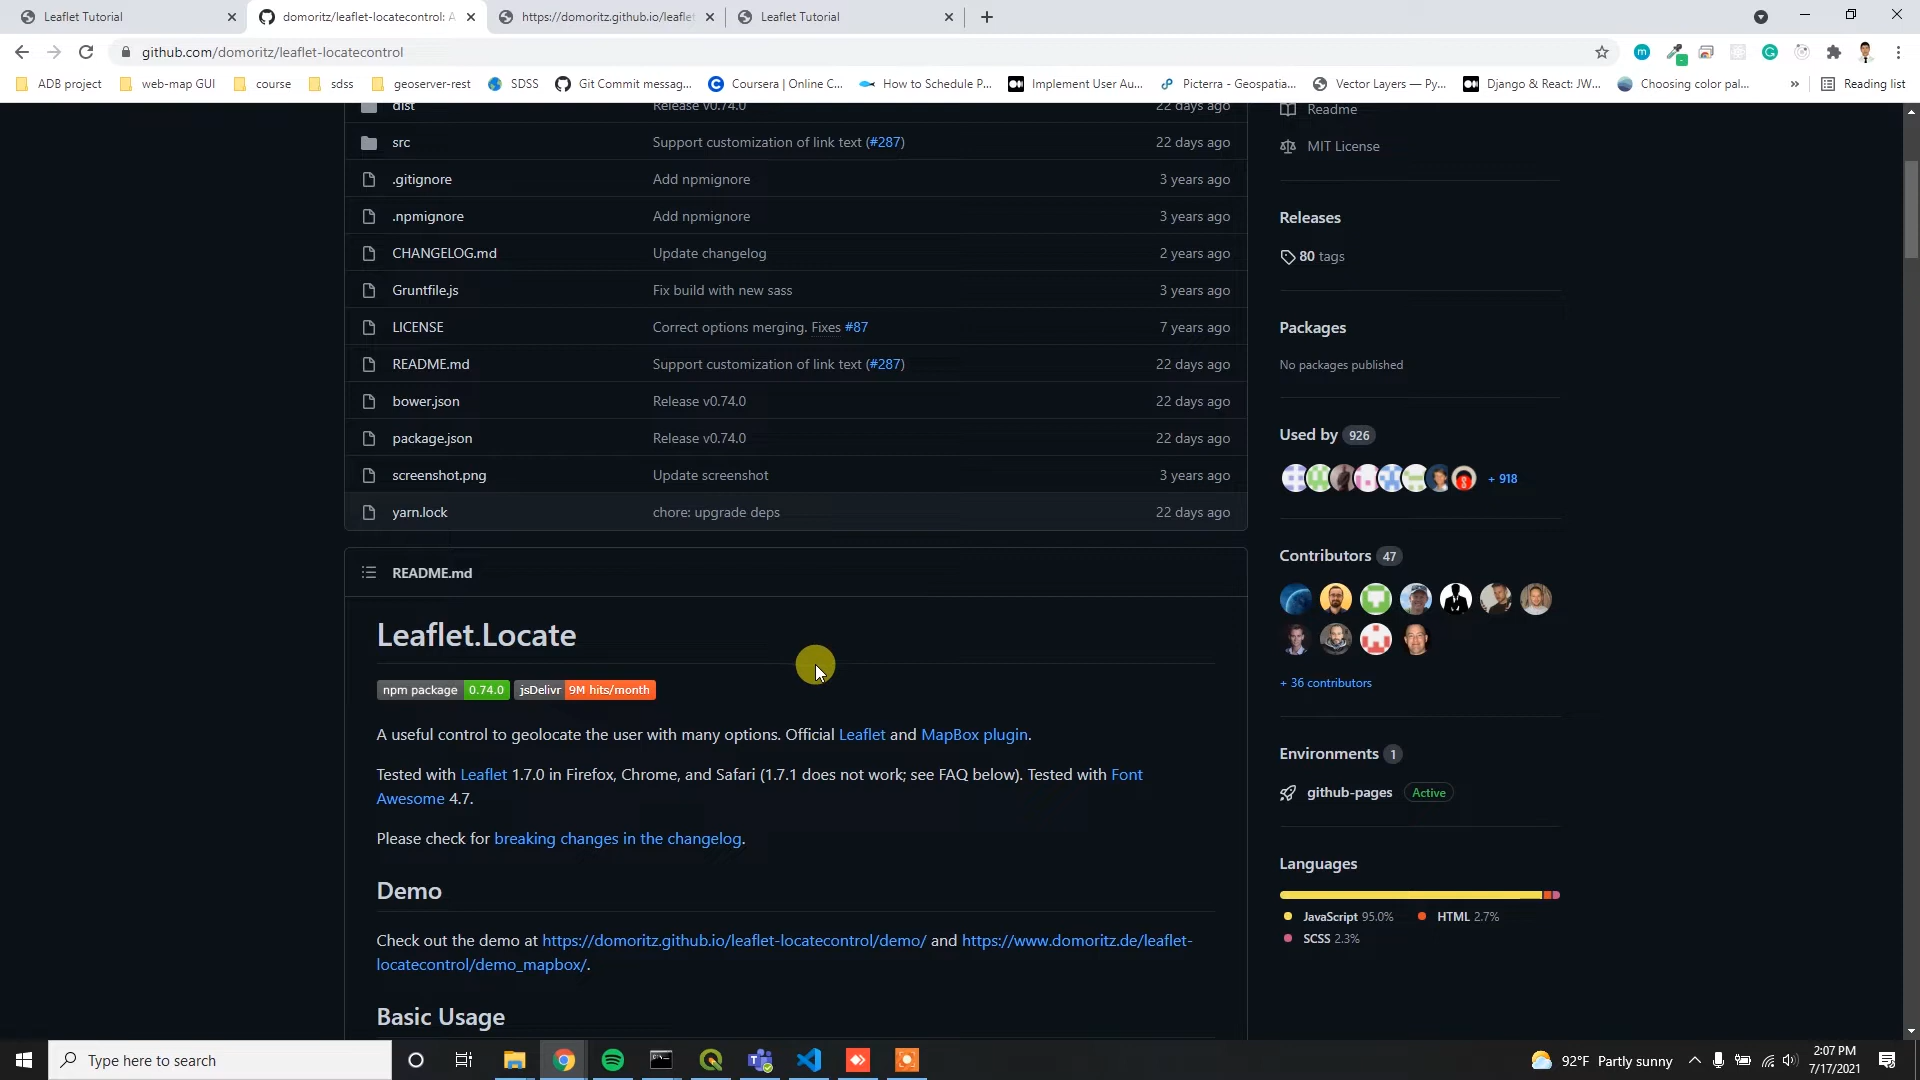 Leaflet Tutorial
domoritz/leaflet-locatecontrol: A
https://domoritz.github.io/leaflet
Leaflet Tutorial
github.com/domoritz/leaflet-locatecontrol
ADB project
web-map GUI
course
sdss
geoserver-rest
SDSS
Git Commit messag...
Coursera | Online C...
How to Schedule P...
Implement User Au...
Picterra - Geospatia...
Vector Layers — Py...
Django & React: JW...
Choosing color pal...
»
Reading list
dist Release v0.74.0 22 days ago
src Support customization of link text (#287) 22 days ago
.gitignore Add npmignore 3 years ago
.npmignore Add npmignore 3 years ago
CHANGELOG.md Update changelog 2 years ago
Gruntfile.js Fix build with new sass 3 years ago
LICENSE Correct options merging. Fixes #87 7 years ago
README.md Support customization of link text (#287) 22 days ago
bower.json Release v0.74.0 22 days ago
package.json Release v0.74.0 22 days ago
screenshot.png Update screenshot 3 years ago
yarn.lock chore: upgrade deps 22 days ago
README.md
Leaflet.Locate
npm package 0.74.0 jsDelivr 9M hits/month
A useful control to geolocate the user with many options. Official Leaflet and MapBox plugin.
Tested with Leaflet 1.7.0 in Firefox, Chrome, and Safari (1.7.1 does not work; see FAQ below). Tested with Font
Awesome 4.7.
Please check for breaking changes in the changelog.
Demo
Check out the demo at https://domoritz.github.io/leaflet-locatecontrol/demo/ and https://www.domoritz.de/leaflet-
locatecontrol/demo_mapbox/.
Basic Usage
Readme
MIT License
Releases
80 tags
Packages
No packages published
Used by 926
+ 918
Contributors 47
+ 36 contributors
Environments 1
github-pages Active
Languages
JavaScript 95.0% HTML 2.7%
SCSS 2.3%
Type here to search
92°F Partly sunny
2:07 PM
7/17/2021